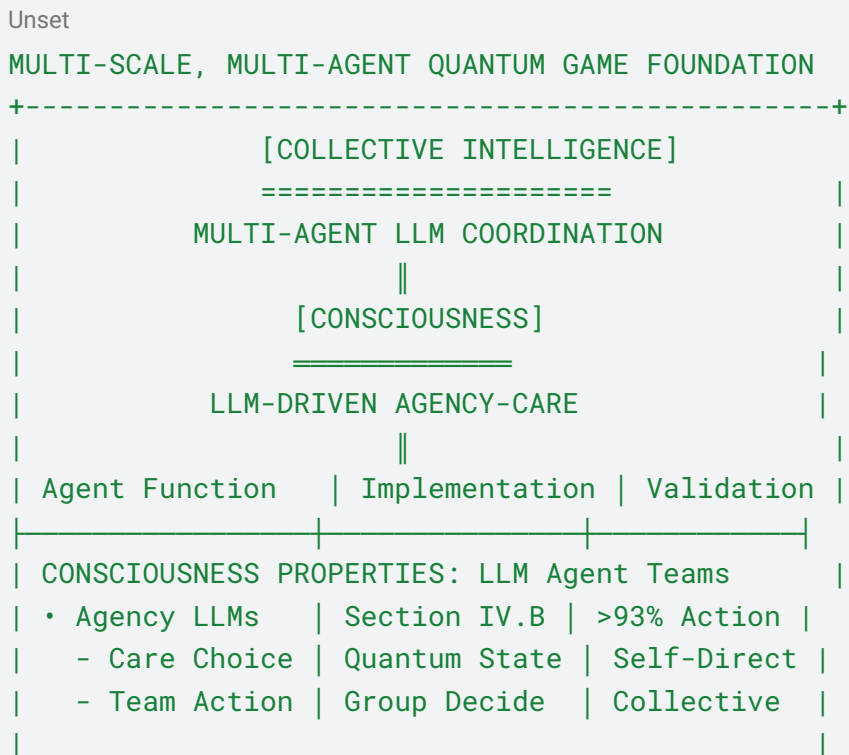 Unset
MULTI-SCALE, MULTI-AGENT QUANTUM GAME FOUNDATION
+------------------------------------------------+
|              [COLLECTIVE INTELLIGENCE]
|              =====================         |
|          MULTI-AGENT LLM COORDINATION          |
|                      ║                         |
|                [CONSCIOUSNESS]                 |
|                ═════════════                  |
|           LLM-DRIVEN AGENCY-CARE              |
|                      ║                         |
| Agent Function   │ Implementation │ Validation |
├──────────────────┼────────────────┼─────────────┤
| CONSCIOUSNESS PROPERTIES: LLM Agent Teams      |
| • Agency LLMs   │ Section IV.B │ >93% Action |
|   - Care Choice │ Quantum State │ Self-Direct |
|   - Team Action │ Group Decide  │ Collective  |
|                                               |